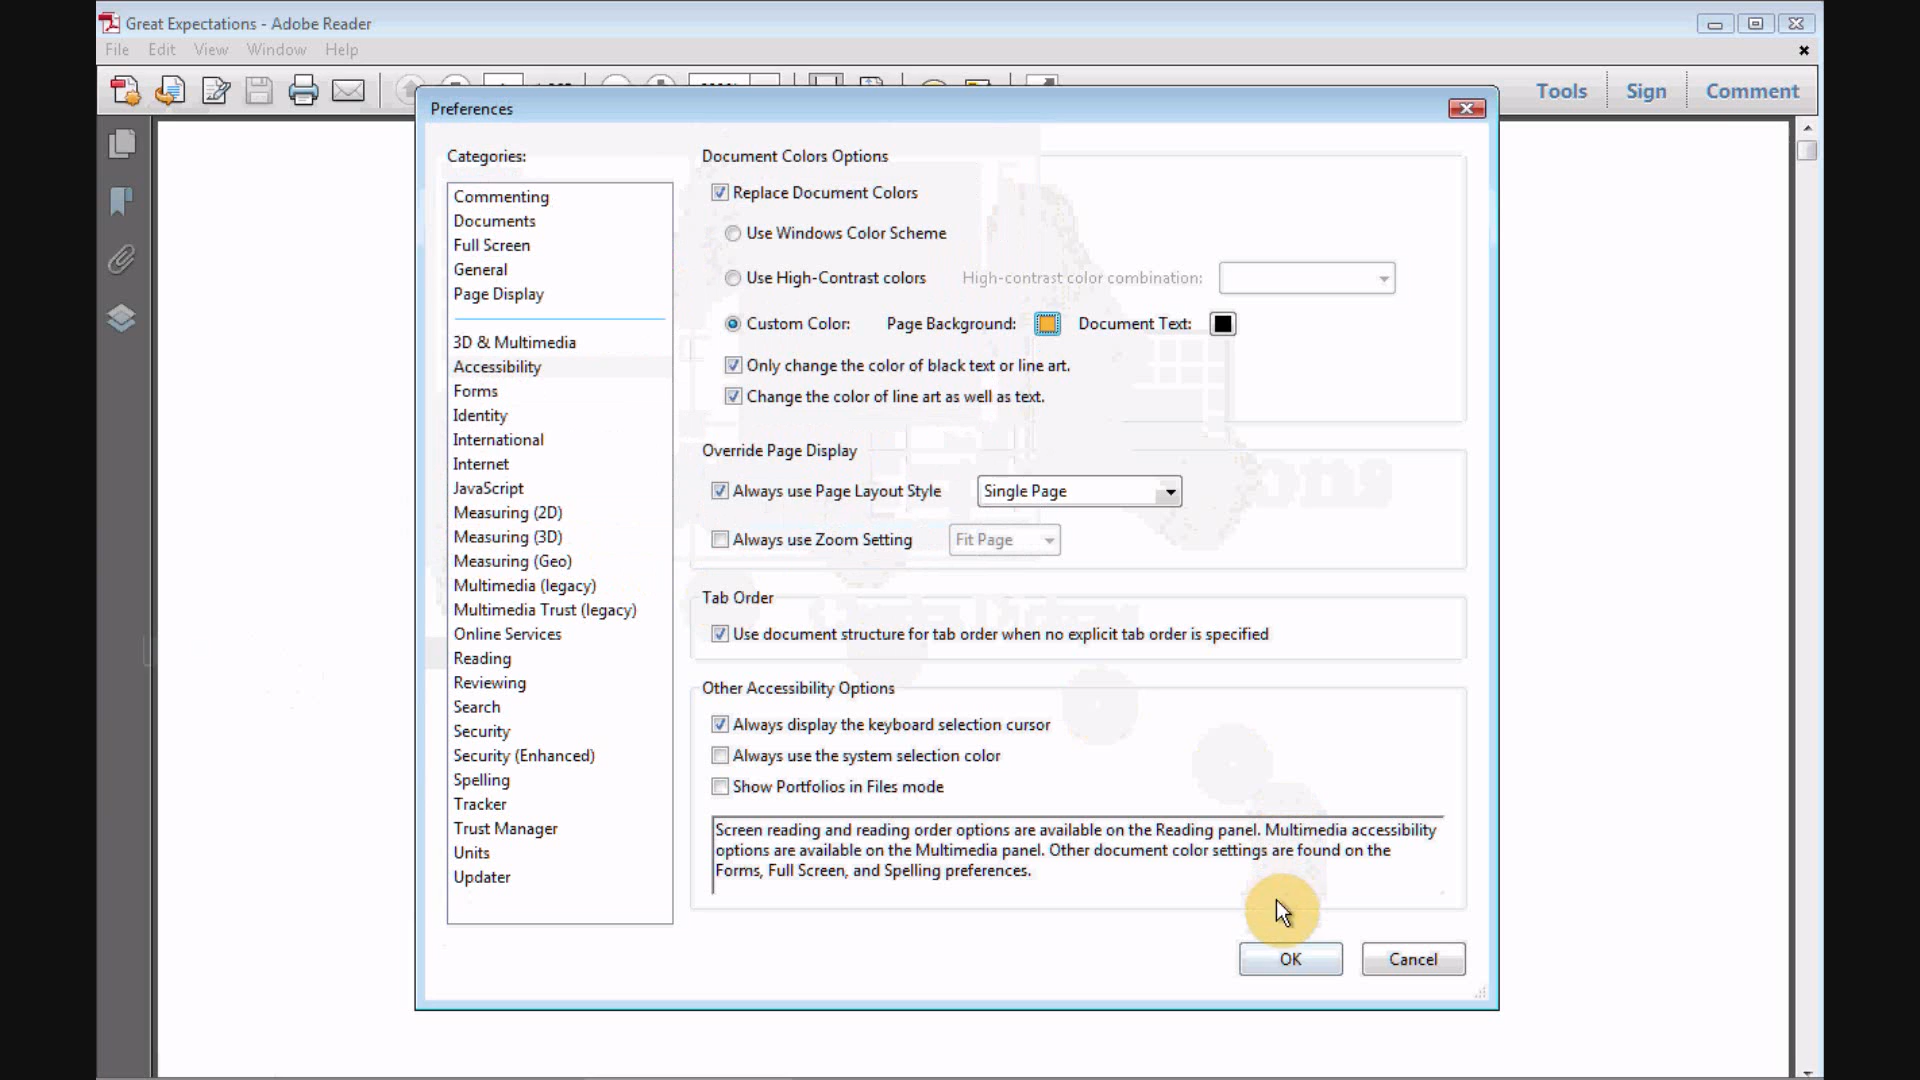 Great Expectations - Adobe Reader
File Edit View Window Help
Tools Sign Comment
Preferences
Categories:
Commenting
Documents
Full Screen
General
Page Display
3D & Multimedia
Accessibility
Forms
Identity
International
Internet
JavaScript
Measuring (2D)
Measuring (3D)
Measuring (Geo)
Multimedia (legacy)
Multimedia Trust (legacy)
Online Services
Reading
Reviewing
Search
Security
Security (Enhanced)
Spelling
Tracker
Trust Manager
Units
Updater
Document Colors Options
Replace Document Colors
Use Windows Color Scheme
Use High-Contrast colors High-contrast color combination:
Custom Color: Page Background: Document Text:
Only change the color of black text or line art.
Change the color of line art as well as text.
Override Page Display
Always use Page Layout Style Single Page
Always use Zoom Setting Fit Page
Tab Order
Use document structure for tab order when no explicit tab order is specified
Other Accessibility Options
Always display the keyboard selection cursor
Always use the system selection color
Show Portfolios in Files mode
Screen reading and reading order options are available on the Reading panel. Multimedia accessibility
options are available on the Multimedia panel. Other document color settings are found on the
Forms, Full Screen, and Spelling preferences.
OK Cancel